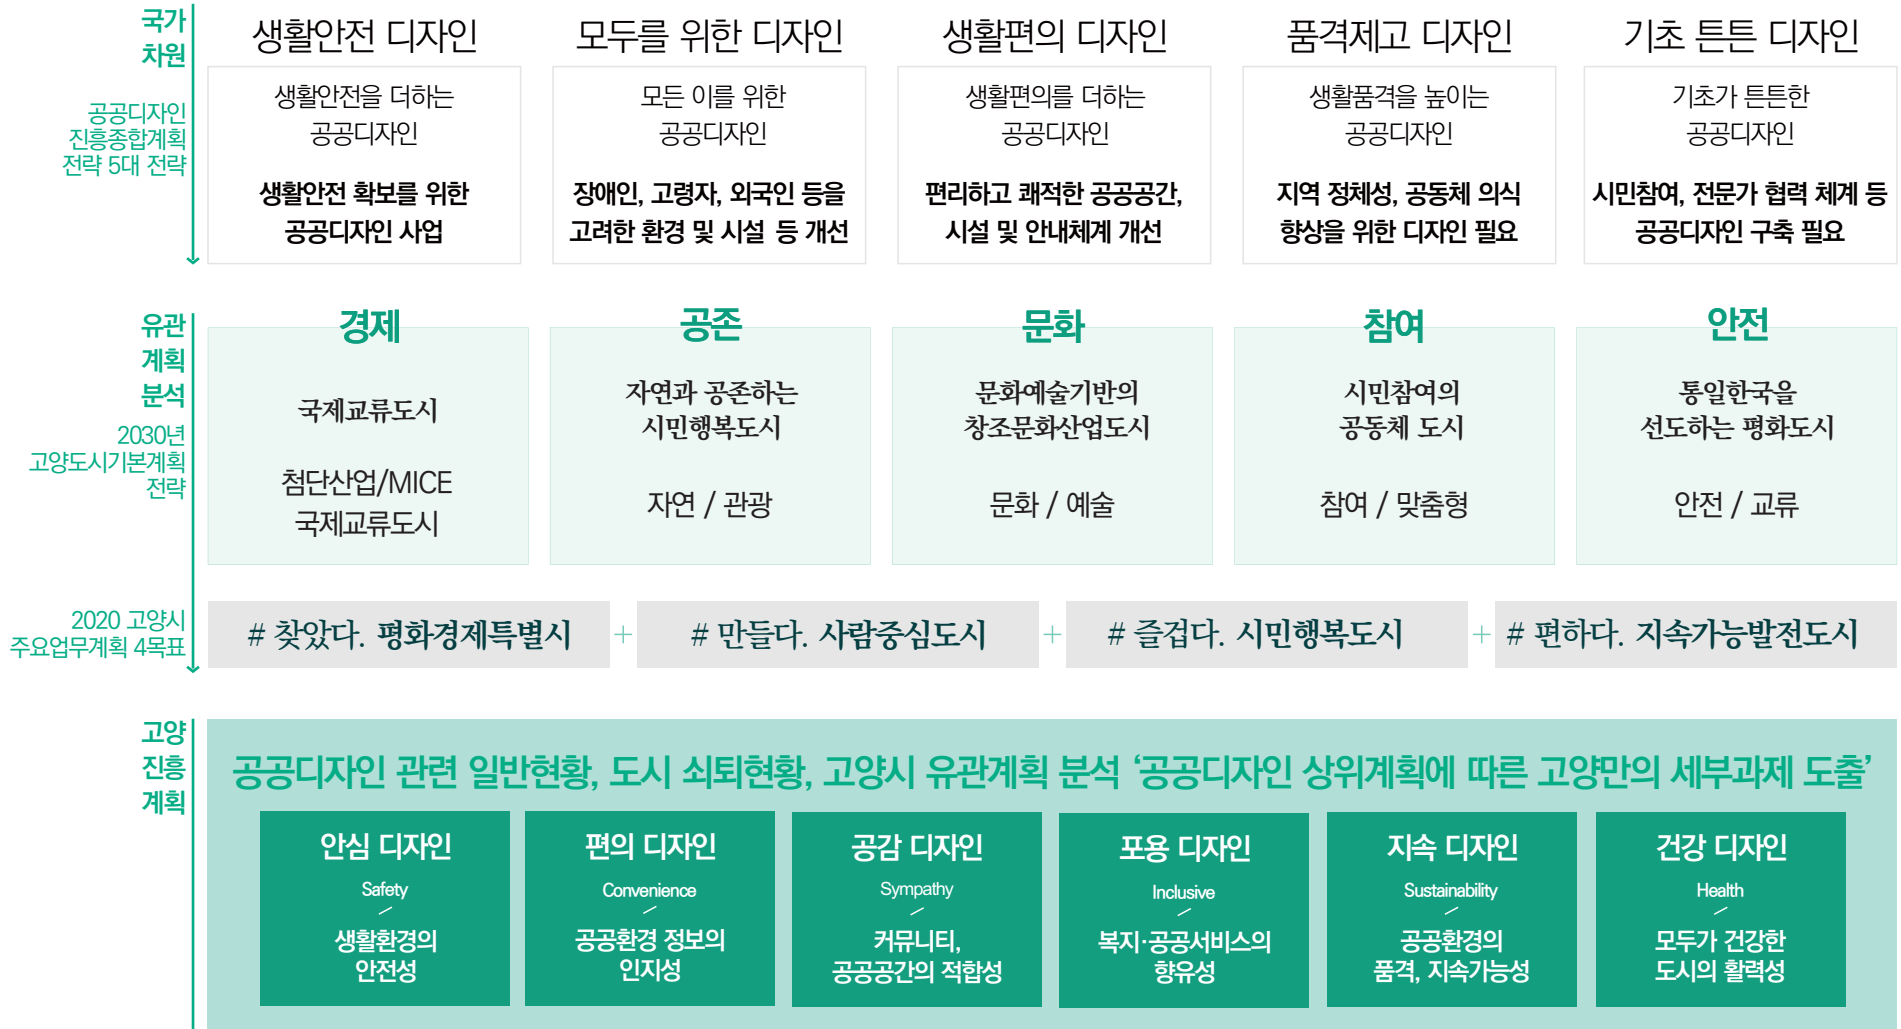 국가
차원
공공디자인
진흥종합계획
전략 5대 전략
생활안전 디자인
생활안전을 더하는
공공디자인
생활안전 확보를 위한
공공디자인 사업
모두를 위한 디자인
모든 이를 위한
공공디자인
장애인, 고령자, 외국인 등을
고려한 환경 및 시설 등 개선
생활편의 디자인
생활편의를 더하는
공공디자인
편리하고 쾌적한 공공공간,
시설 및 안내체계 개선
품격제고 디자인
생활품격을 높이는
공공디자인
지역 정체성, 공동체 의식
향상을 위한 디자인 필요
기초 튼튼 디자인
기초가 튼튼한
공공디자인
시민참여, 전문가 협력 체계 등
공공디자인 구축 필요
유관
계획
분석
2030년
고양도시기본계획
전략
경제
국제교류도시
첨단산업/MICE
국제교류도시
공존
자연과 공존하는
시민행복도시
자연 / 관광
문화
문화예술기반의
창조문화산업도시
문화 / 예술
참여
시민참여의
공동체 도시
참여 / 맞춤형
안전
통일한국을
선도하는 평화도시
안전 / 교류
2020 고양시
주요업무계획 4목표
# 찾았다. 평화경제특별시
+
# 만들다. 사람중심도시
+
# 즐겁다. 시민행복도시
+
# 편하다. 지속가능발전도시
고양
진흥
계획
공공디자인 관련 일반현황, 도시 쇠퇴현황, 고양시 유관계획 분석 ‘공공디자인 상위계획에 따른 고양만의 세부과제 도출’
안심 디자인
Safety
생활환경의
안전성
편의 디자인
Convenience
공공환경 정보의
인지성
공감 디자인
Sympathy
커뮤니티,
공공공간의 적합성
포용 디자인
Inclusive
복지·공공서비스의
향유성
지속 디자인
Sustainability
공공환경의
품격, 지속가능성
건강 디자인
Health
모두가 건강한
도시의 활력성